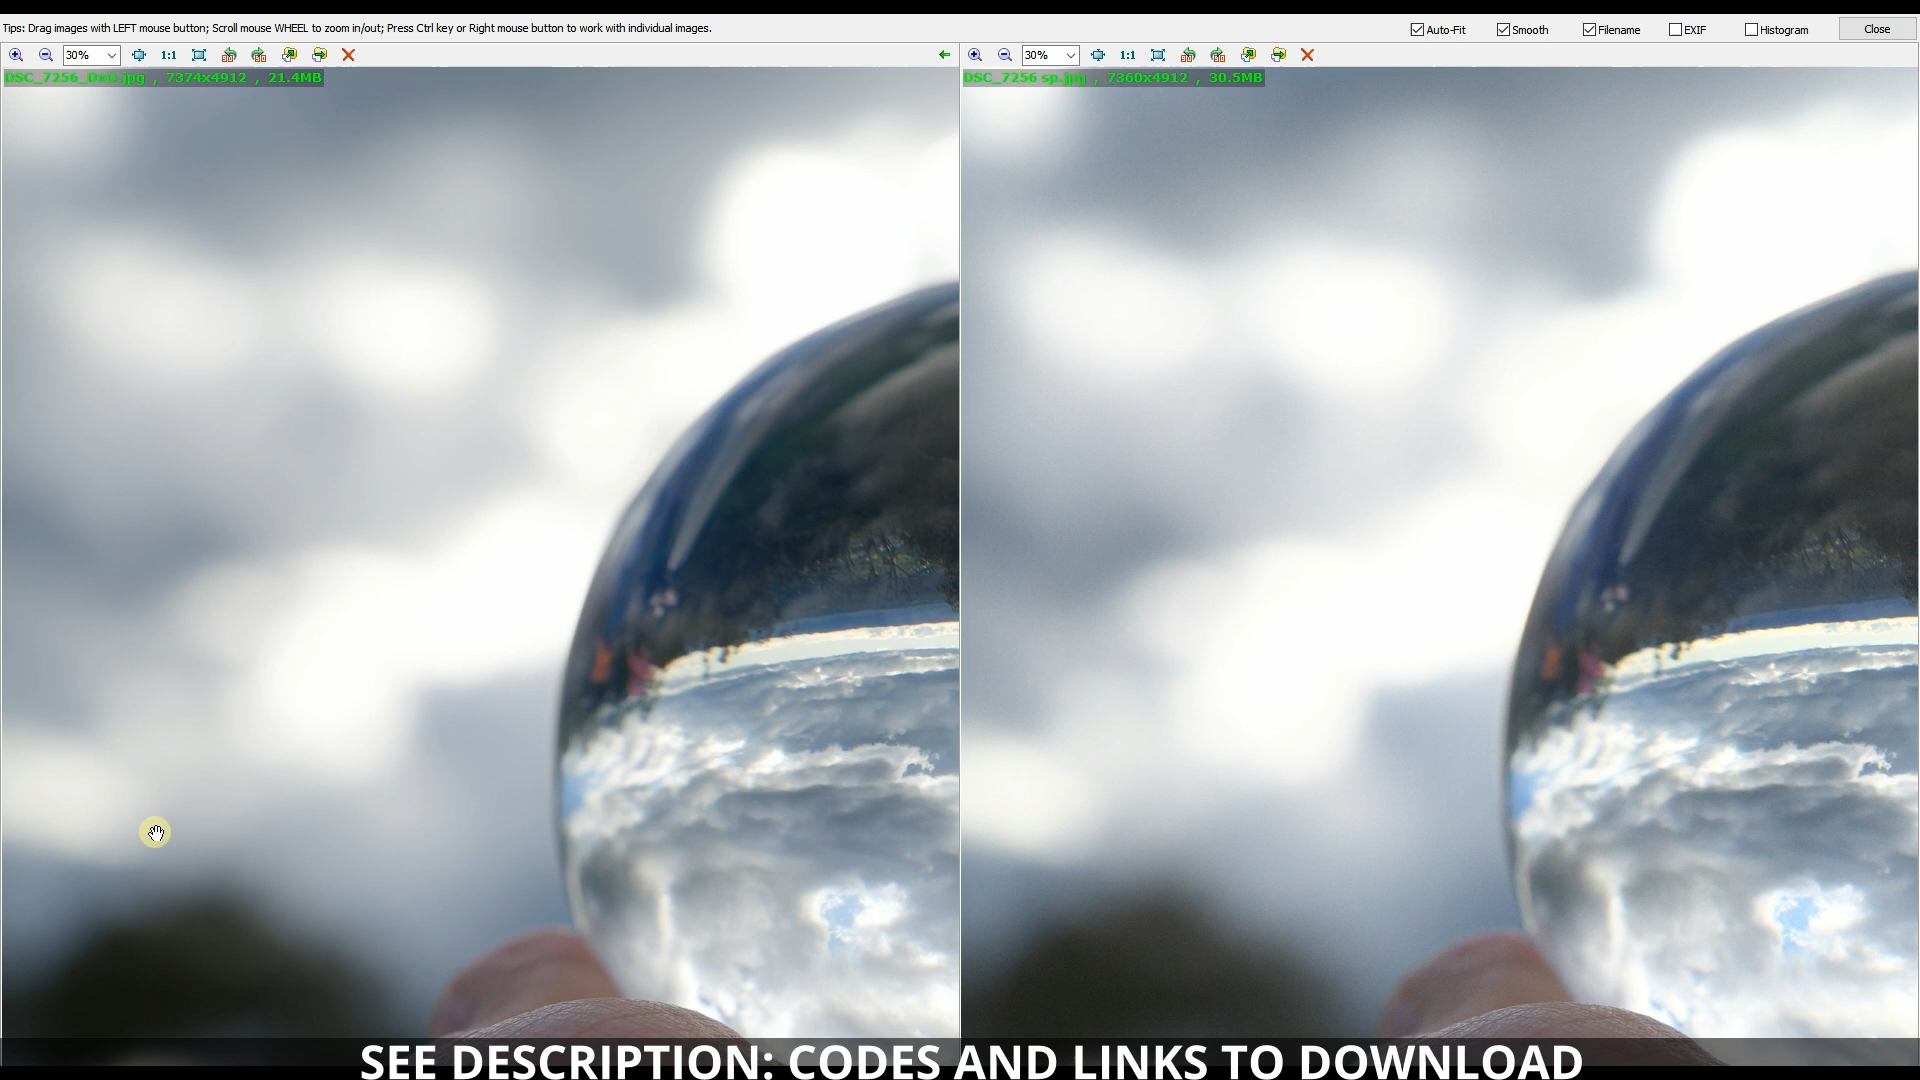 Tips: Drag images with LEFT mouse button; Scroll mouse WHEEL to zoom in/out; Press Ctrl key or Right mouse button to work with individual images.
Auto-Fit Smooth Filename EXIF Histogram Close
30% 1:1 30% 1:1
DSC_7256_DxO.jpg , 7374x4912 , 21.4MB
DSC_7256 sp.jpg , 7360x4912 , 30.5MB
SEE DESCRIPTION: CODES AND LINKS TO DOWNLOAD